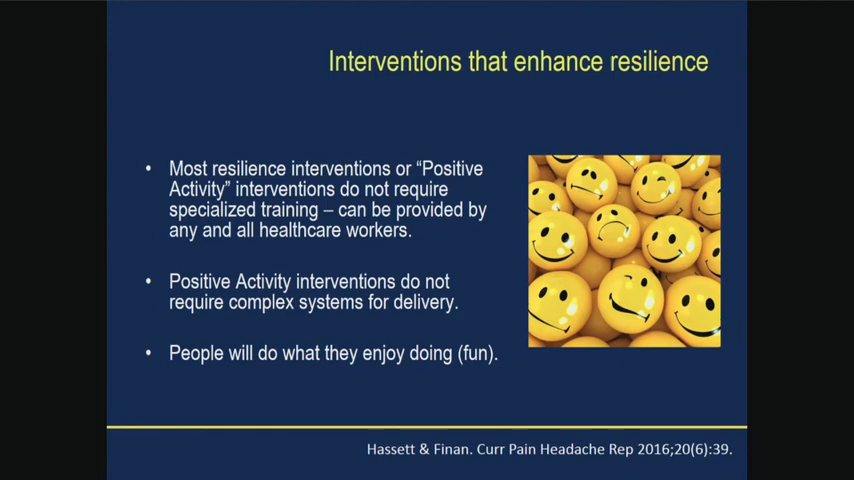 Interventions that enhance resilience
• Most resilience interventions or “Positive
Activity” interventions do not require
specialized training – can be provided by
any and all healthcare workers.
• Positive Activity interventions do not
require complex systems for delivery.
• People will do what they enjoy doing (fun).
Hassett & Finan. Curr Pain Headache Rep 2016;20(6):39.